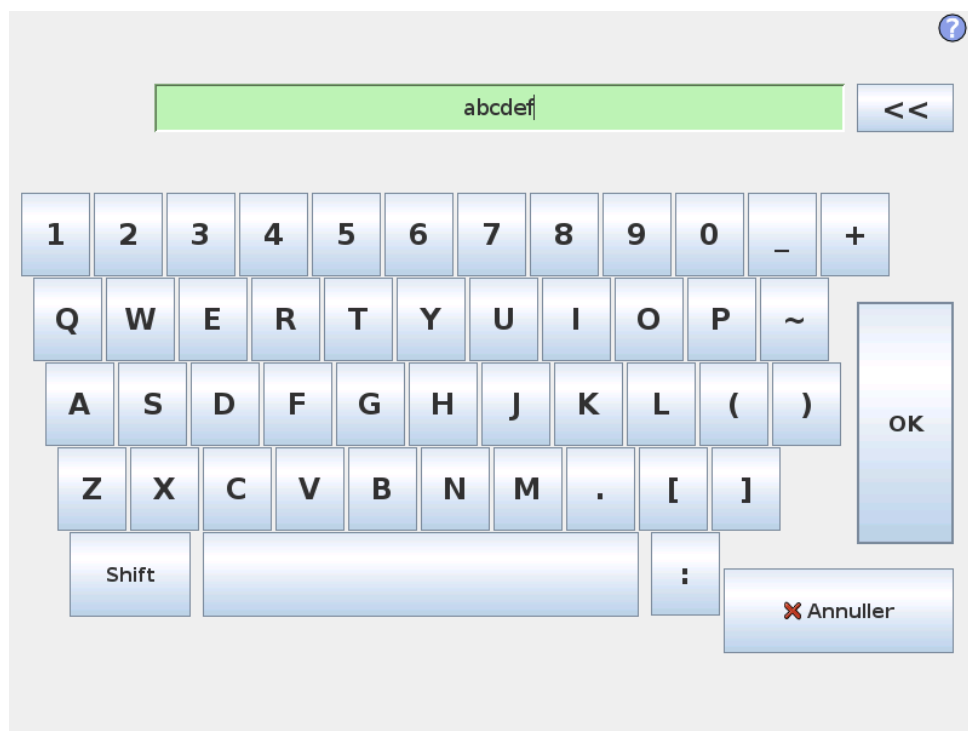 ?
abcdef
<<
1 2 3 4 5 6 7 8 9 0 _ +
Q W E R T Y U I O P ~
A S D F G H J K L ( )
OK
Z X C V B N M . [ ]
Shift :
Annuller